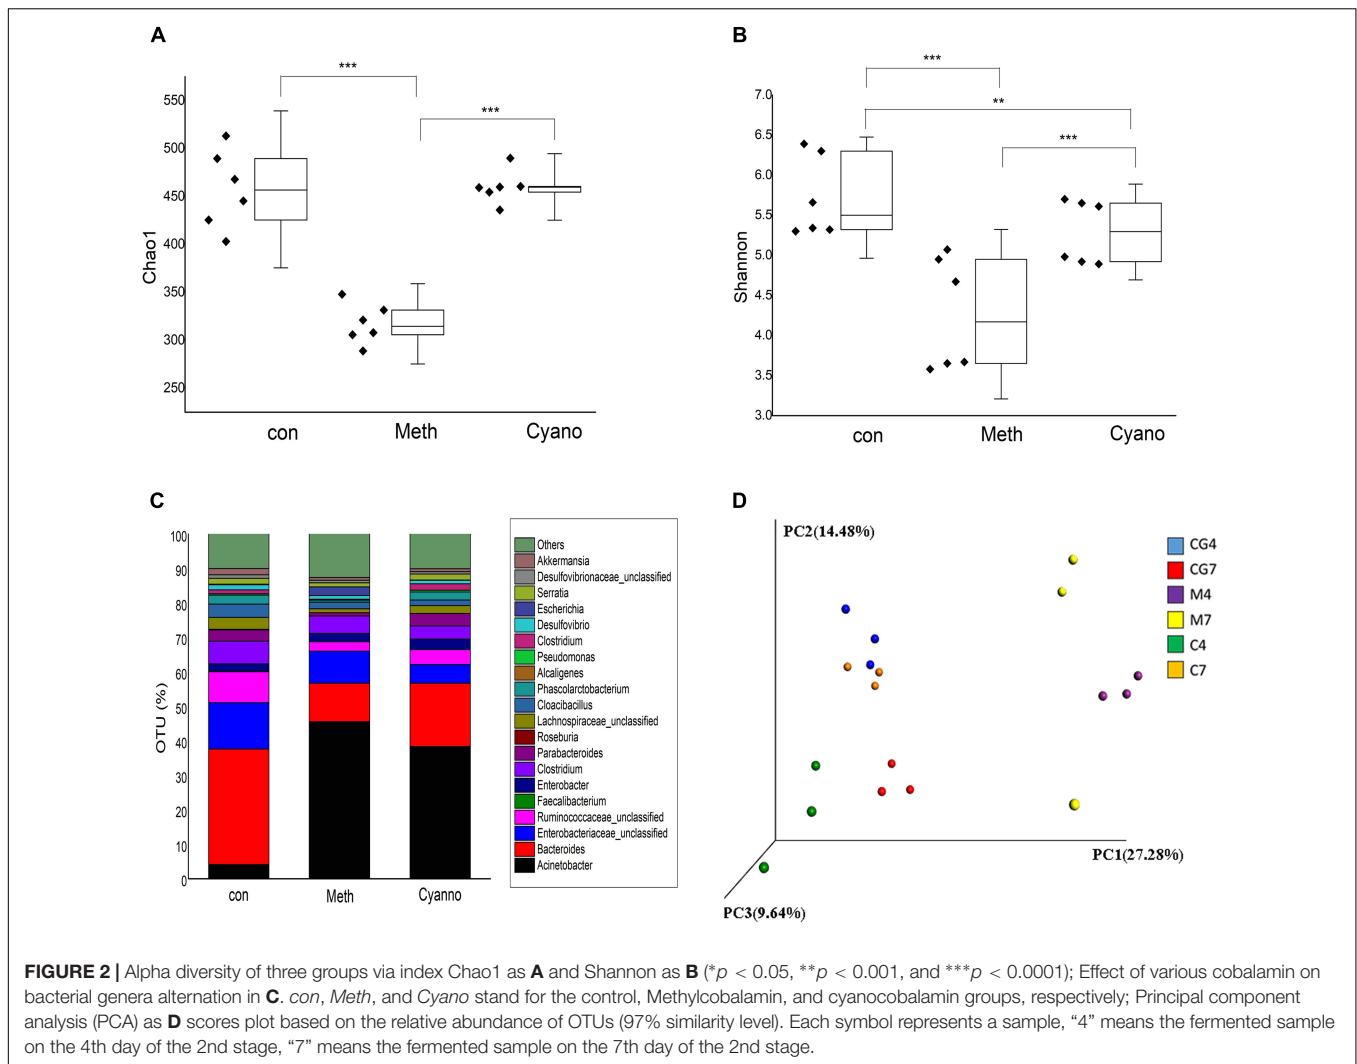 A
***
***
550
500
450
400
350
300
250
Chao1
con
Meth
Cyano
B
***
**
***
7.0
6.5
6.0
5.5
5.0
4.5
4.0
3.5
3.0
Shannon
con
Meth
Cyano
C
100
90
80
70
60
50
40
30
20
10
0
OTU (%)
con
Meth
Cyanno
Others
Akkermansia
Desulfovibrionaceae_unclassified
Serratia
Escherichia
Desulfovibrio
Clostridium
Pseudomonas
Alcaligenes
Phascolarctobacterium
Cloacibacillus
Lachnospiraceae_unclassified
Roseburia
Parabacteroides
Clostridium
Enterobacter
Faecalibacterium
Ruminococcaceae_unclassified
Enterobacteriaceae_unclassified
Bacteroides
Acinetobacter
D
PC2(14.48%)
PC1(27.28%)
PC3(9.64%)
CG4
CG7
M4
M7
C4
C7
FIGURE 2 | Alpha diversity of three groups via index Chao1 as A and Shannon as B (*p < 0.05, **p < 0.001, and ***p < 0.0001); Effect of various cobalamin on
bacterial genera alternation in C. con, Meth, and Cyano stand for the control, Methylcobalamin, and cyanocobalamin groups, respectively; Principal component
analysis (PCA) as D scores plot based on the relative abundance of OTUs (97% similarity level). Each symbol represents a sample, “4” means the fermented sample
on the 4th day of the 2nd stage, “7” means the fermented sample on the 7th day of the 2nd stage.